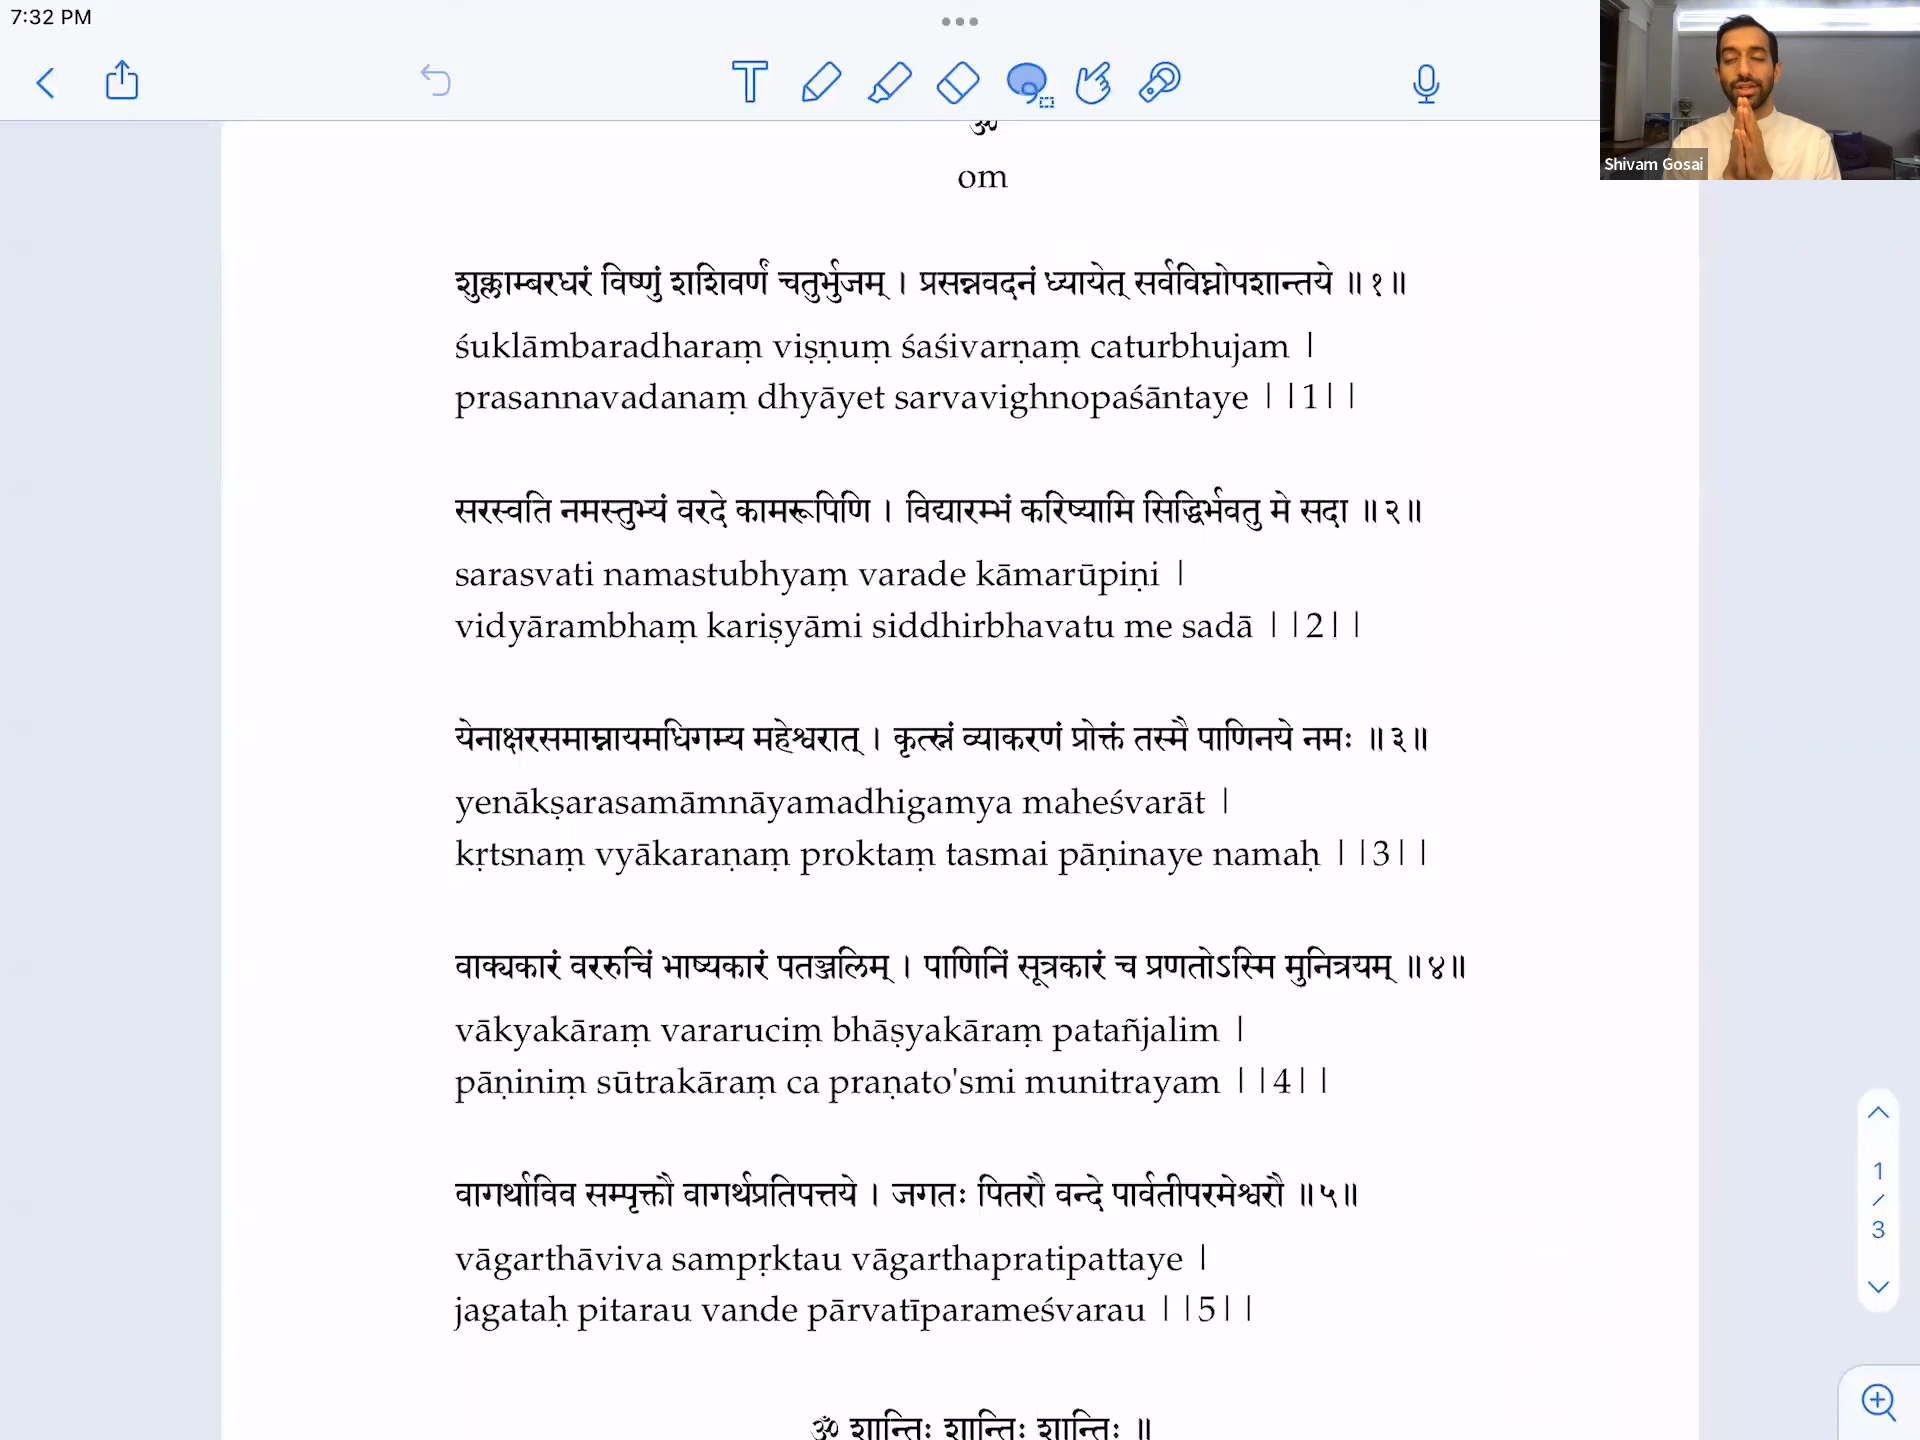 7:32 PM
Shivam Gosai
ॐ
om
शुक्लाम्बरधरं विष्णुं शशिवर्णं चतुर्भुजम् । प्रसन्नवदनं ध्यायेत् सर्वविघ्नोपशान्तये ॥१॥
śuklāmbaradharaṃ viṣṇuṃ śaśivarṇaṃ caturbhujam |
prasannavadanaṃ dhyāyet sarvavighnopaśāntaye ||1||
सरस्वति नमस्तुभ्यं वरदे कामरूपिणि । विद्यारम्भं करिष्यामि सिद्धिर्भवतु मे सदा ॥२॥
sarasvati namastubhyaṃ varade kāmarūpiṇi |
vidyārambhaṃ kariṣyāmi siddhirbhavatu me sadā ||2||
येनाक्षरसमाम्नायमधिगम्य महेश्वरात् । कृत्स्नं व्याकरणं प्रोक्तं तस्मै पाणिनये नमः ॥३॥
yenākṣarasamāmnāyamadhigamya maheśvarāt |
kṛtsnaṃ vyākaraṇaṃ proktaṃ tasmai pāṇinaye namaḥ ||3||
वाक्यकारं वररुचिं भाष्यकारं पतञ्जलिम् । पाणिनिं सूत्रकारं च प्रणतोऽस्मि मुनित्रयम् ॥४॥
vākyakāraṃ vararuciṃ bhāṣyakāraṃ patañjalim |
pāṇiniṃ sūtrakāraṃ ca praṇato'smi munitrayam ||4||
वागर्थाविव सम्पृक्तौ वागर्थप्रतिपत्तये । जगतः पितरौ वन्दे पार्वतीपरमेश्वरौ ॥५॥
vāgarthāviva sampṛktau vāgarthapratipattaye |
jagataḥ pitarau vande pārvatīparameśvarau ||5||
ॐ शान्तिः शान्तिः शान्तिः ॥
1
/
3